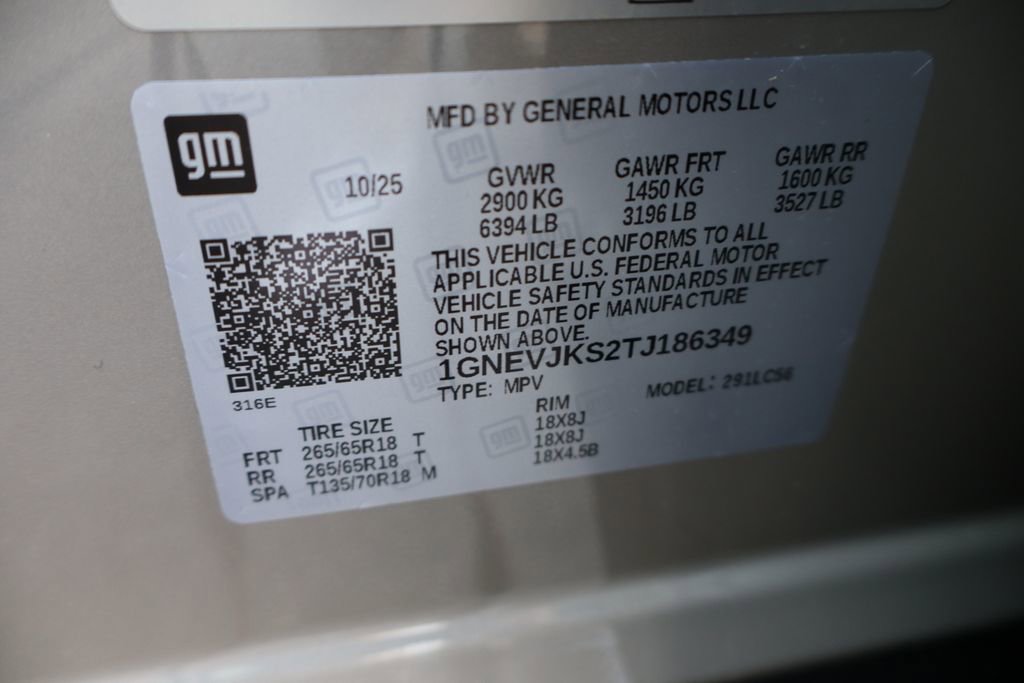 gm
MFD BY GENERAL MOTORS LLC
10/25
GVWR GAWR FRT GAWR RR
2900 KG 1450 KG 1600 KG
6394 LB 3196 LB 3527 LB
THIS VEHICLE CONFORMS TO ALL
APPLICABLE U.S. FEDERAL MOTOR
VEHICLE SAFETY STANDARDS IN EFFECT
ON THE DATE OF MANUFACTURE
SHOWN ABOVE.
1GNEVJKS2TJ186349
TYPE: MPV MODEL: 291LC56
316E
TIRE SIZE RIM
FRT 265/65R18 T 18X8J
RR 265/65R18 T 18X8J
SPA T135/70R18 M 18X4.5B